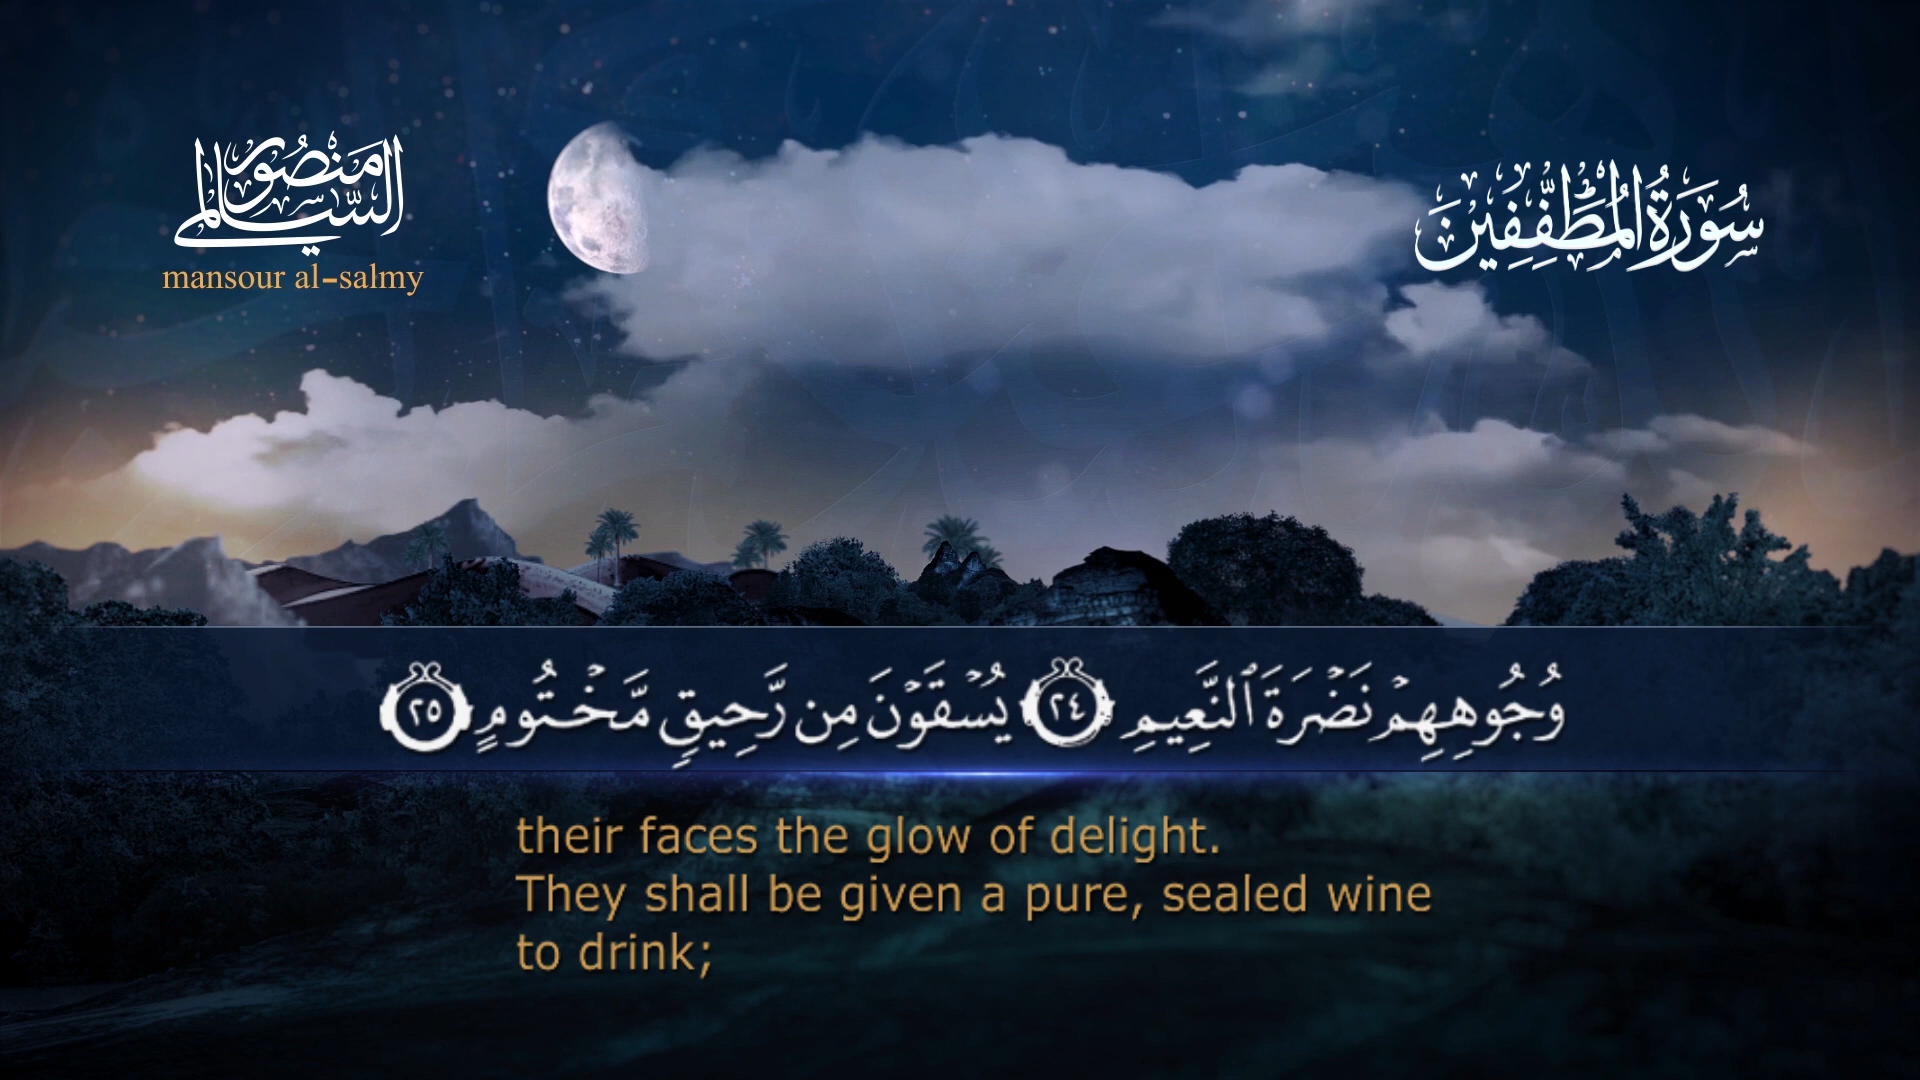 منصور
السالمي
mansour al-salmy
سُورَةُ المُطَفِّفِينَ
وُجُوهِهِمْ نَضْرَةَ ٱلنَّعِيمِ ٢٤ يُسْقَوْنَ مِن رَّحِيقٍ مَّخْتُومٍ ٢٥
their faces the glow of delight.
They shall be given a pure, sealed wine
to drink;